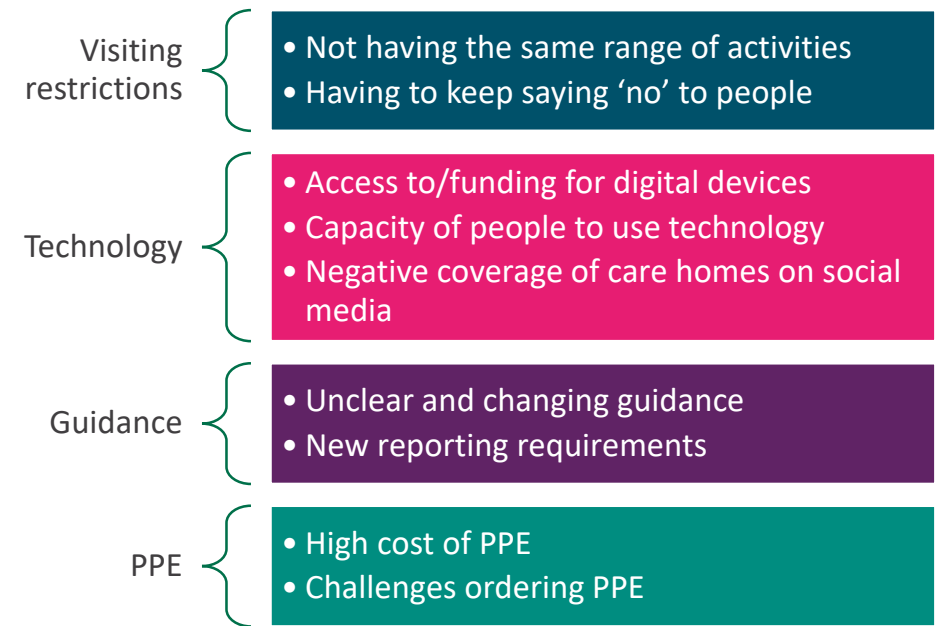 Visiting
restrictions
• Not having the same range of activities
• Having to keep saying ‘no’ to people
Technology
• Access to/funding for digital devices
• Capacity of people to use technology
• Negative coverage of care homes on social
media
Guidance
• Unclear and changing guidance
• New reporting requirements
PPE
• High cost of PPE
• Challenges ordering PPE